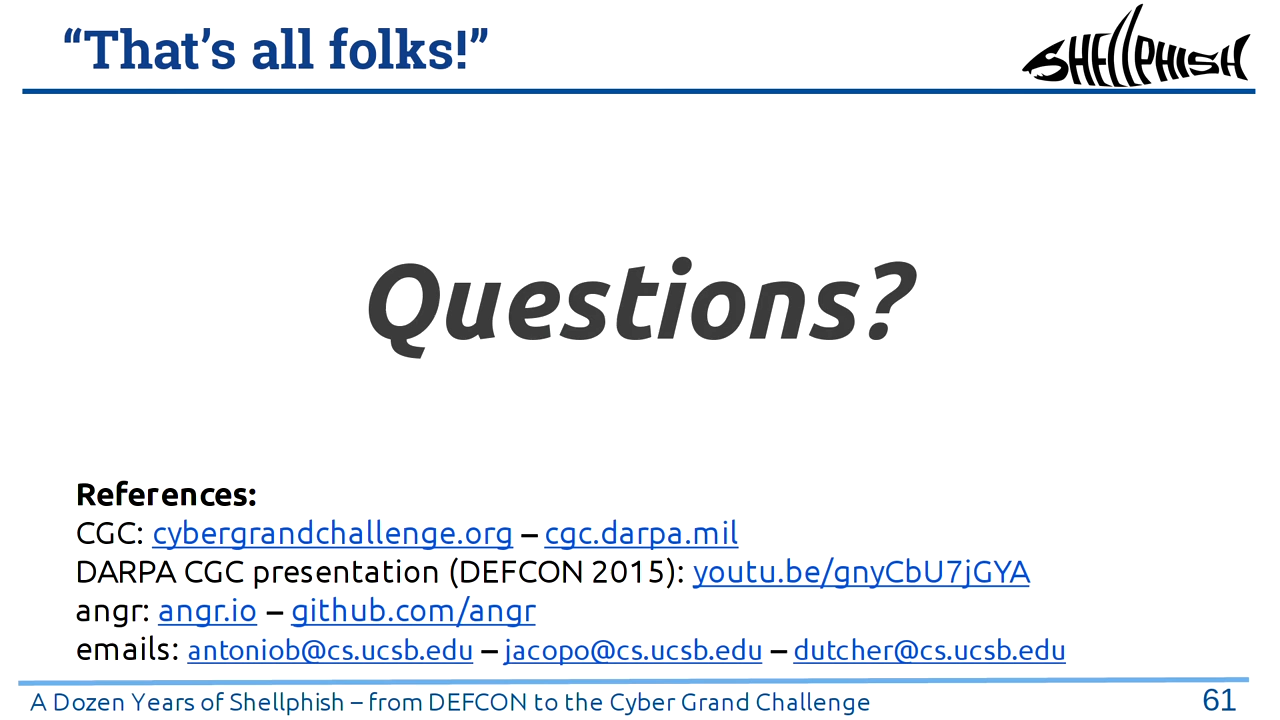 “That’s all folks!”
SHELLPHISH
Questions?
References:
CGC: cybergrandchallenge.org – cgc.darpa.mil
DARPA CGC presentation (DEFCON 2015): youtu.be/gnyCbU7jGYA
angr: angr.io – github.com/angr
emails: antoniob@cs.ucsb.edu – jacopo@cs.ucsb.edu – dutcher@cs.ucsb.edu
A Dozen Years of Shellphish – from DEFCON to the Cyber Grand Challenge
61